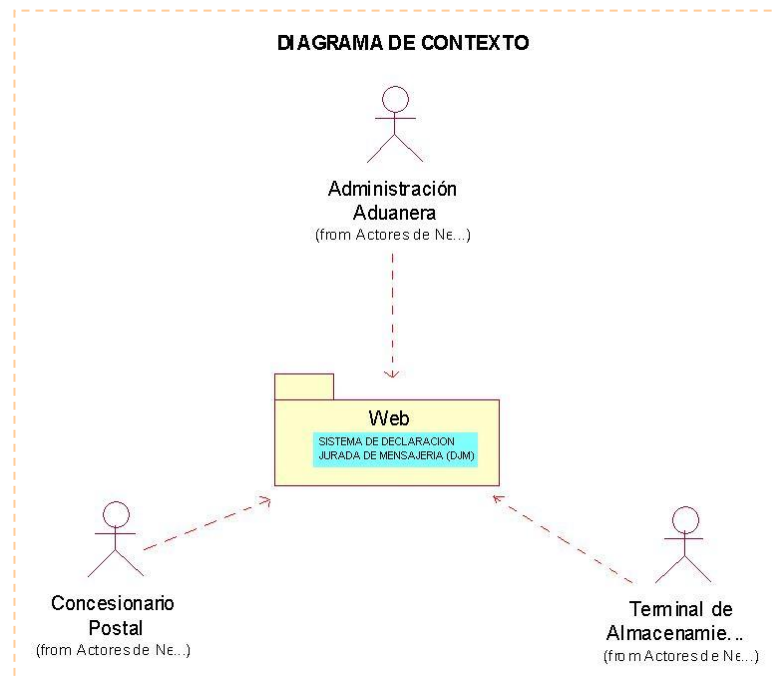 DIAGRAMA DE CONTEXTO
Administración
Aduanera
(from Actores de Ne...)
Web
SISTEMA DE DECLARACION
JURADA DE MENSAJERIA (DJM)
Concesionario
Postal
(from Actores de Ne...)
Terminal de
Almacenamie...
(from Actores de Ne...)